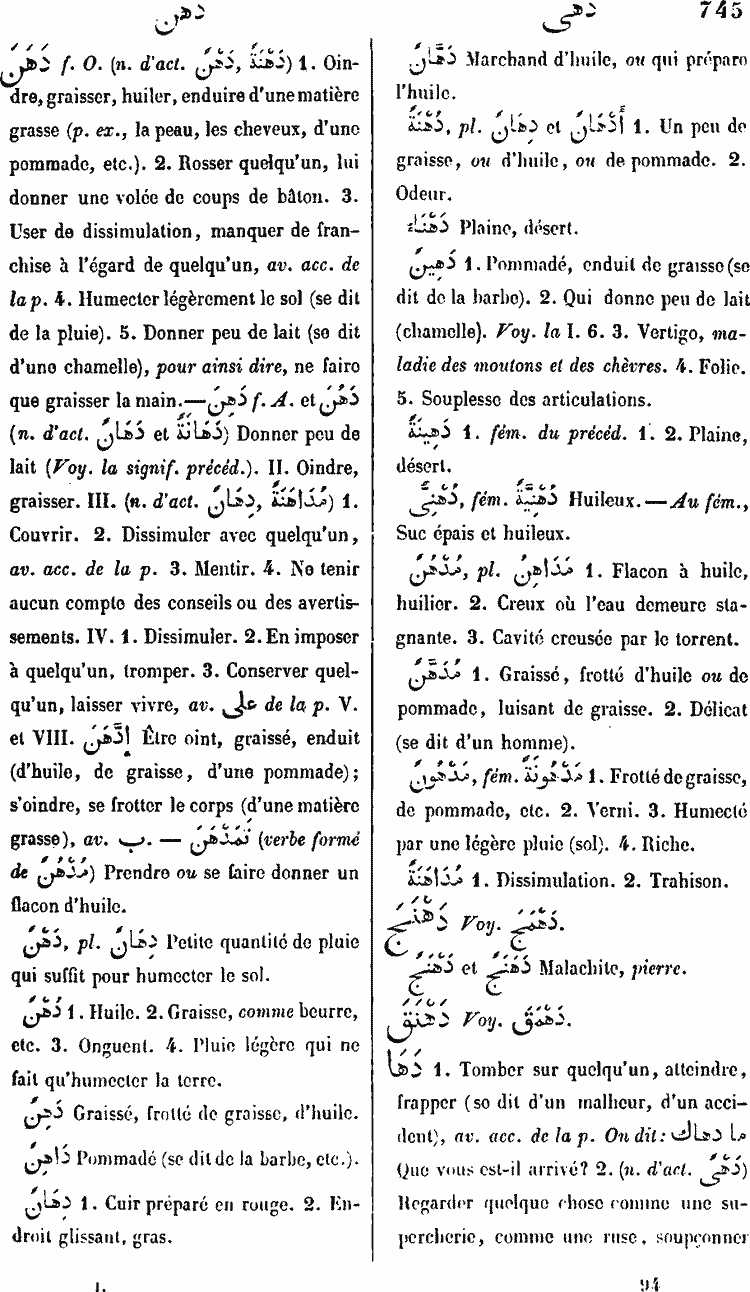 دهن
دهى
745
دَهَنَ f. O. (n. d'act. دَهْنٌ, دَهْنَةٌ) 1. Oin-
dre, graisser, huiler, enduire d'une matière
grasse (p. ex., la peau, les cheveux, d'une
pommade, etc.). 2. Rosser quelqu'un, lui
donner une volée de coups de bâton. 3.
User de dissimulation, manquer de fran-
chise à l'égard de quelqu'un, av. acc. de
la p. 4. Humecter légèrement le sol (se dit
de la pluie). 5. Donner peu de lait (se dit
d'une chamelle), pour ainsi dire, ne faire
que graisser la main.—دَهِنَ f. A. et دَهُنَ
(n. d'act. دِهَانٌ et دَهَانَةٌ) Donner peu de
lait (Voy. la signif. précéd.). II. Oindre,
graisser. III. (n. d'act. دِهَانٌ, مُدَاهَنَةٌ) 1.
Couvrir. 2. Dissimuler avec quelqu'un,
av. acc. de la p. 3. Mentir. 4. Ne tenir
aucun compte des conseils ou des avertis-
sements. IV. 1. Dissimuler. 2. En imposer
à quelqu'un, tromper. 3. Conserver quel-
qu'un, laisser vivre, av. على de la p. V.
et VIII. إِدَّهَنَ Être oint, graissé, enduit
(d'huile, de graisse, d'une pommade);
s'oindre, se frotter le corps (d'une matière
grasse), av. ب. — تَمَدْهَنَ (verbe formé
de مُدْهُنٌ) Prendre ou se faire donner un
flacon d'huile.
دَهْنٌ, pl. دِهَانٌ Petite quantité de pluie
qui suffit pour humecter le sol.
دُهْنٌ 1. Huile. 2. Graisse, comme beurre,
etc. 3. Onguent. 4. Pluie légère qui ne
fait qu'humecter la terre.
دَهِنٌ Graissé, frotté de graisse, d'huile.
دَاهِنٌ Pommadé (se dit de la barbe, etc.).
دِهَانٌ 1. Cuir préparé en rouge. 2. En-
droit glissant, gras.
I.
دَهَّانٌ Marchand d'huile, ou qui prépare
l'huile.
دُهْنَةٌ, pl. دِهَانٌ et أَدْهَانٌ 1. Un peu de
graisse, ou d'huile, ou de pommade. 2.
Odeur.
دَهْنَاءُ Plaine, désert.
دَهِينٌ 1. Pommadé, enduit de graisse (se
dit de la barbe). 2. Qui donne peu de lait
(chamelle). Voy. la I. 6. 3. Vertigo, ma-
ladie des moutons et des chèvres. 4. Folie.
5. Souplesse des articulations.
دَهِينَةٌ 1. fém. du précéd. 1. 2. Plaine,
désert.
دُهْنِىٌّ, fém. دُهْنِيَّةٌ Huileux.—Au fém.,
Suc épais et huileux.
مُدْهُنٌ, pl. مَدَاهِنُ 1. Flacon à huile,
huilier. 2. Creux où l'eau demeure sta-
gnante. 3. Cavité creusée par le torrent.
مُدَهَّنٌ 1. Graissé, frotté d'huile ou de
pommade, luisant de graisse. 2. Délicat
(se dit d'un homme).
مَدْهُونٌ, fém. مَدْهُونَةٌ 1. Frotté de graisse,
de pommade, etc. 2. Verni. 3. Humecté
par une légère pluie (sol). 4. Riche.
مُدَاهَنَةٌ 1. Dissimulation. 2. Trahison.
دَهْنَجَ Voy. دَهْمَجَ.
دَهْنَجٌ et دَهَنَجٌ Malachite, pierre.
دَهْنَقَ Voy. دَهْمَقَ.
دَهَا 1. Tomber sur quelqu'un, atteindre,
frapper (se dit d'un malheur, d'un acci-
dent), av. acc. de la p. On dit: ما دهاك
Que vous est-il arrivé? 2. (n. d'act. دَهْىٌ)
Regarder quelque chose comme une su-
percherie, comme une ruse, soupçonner
94